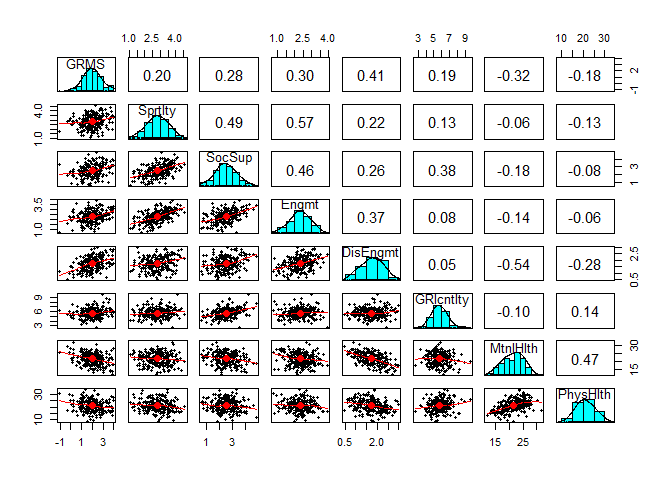 1.0 2.5 4.0 1.0 2.5 4.0 3 5 7 9 10 20 30
GRMS 0.20 0.28 0.30 0.41 0.19 -0.32 -0.18 -1 2
1.0 4.0 Sprtlty 0.49 0.57 0.22 0.13 -0.06 -0.13
SocSup 0.46 0.26 0.38 -0.18 -0.08 1 3
1.0 3.5 Engmt 0.37 0.08 -0.14 -0.06
DisEngmt 0.05 -0.54 -0.28 0.5 2.5
3 6 9 GRIcntlty -0.10 0.14
MtnlHlth 0.47 15 30
10 30 PhysHlth
-1 1 3 1 3 0.5 2.0 15 25